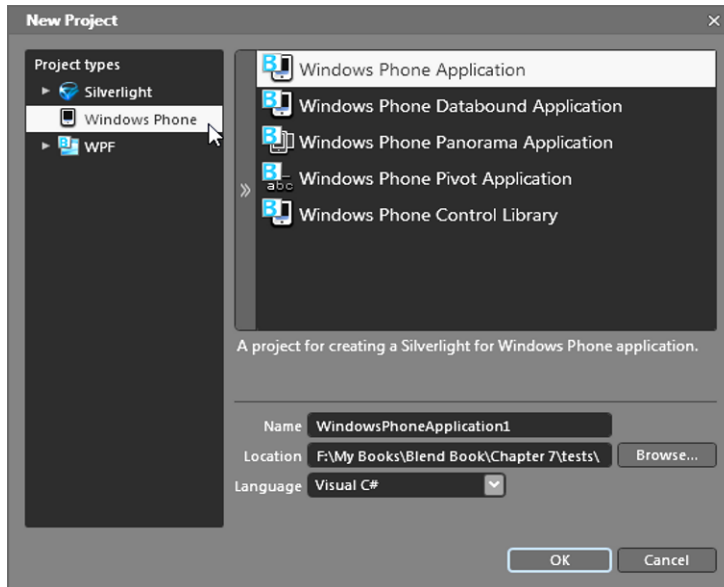 New Project
Project types
Silverlight
Windows Phone
WPF
Windows Phone Application
Windows Phone Databound Application
Windows Phone Panorama Application
Windows Phone Pivot Application
Windows Phone Control Library
A project for creating a Silverlight for Windows Phone application.
Name WindowsPhoneApplication1
Location F:\My Books\Blend Book\Chapter 7\tests\ Browse...
Language Visual C#
OK Cancel